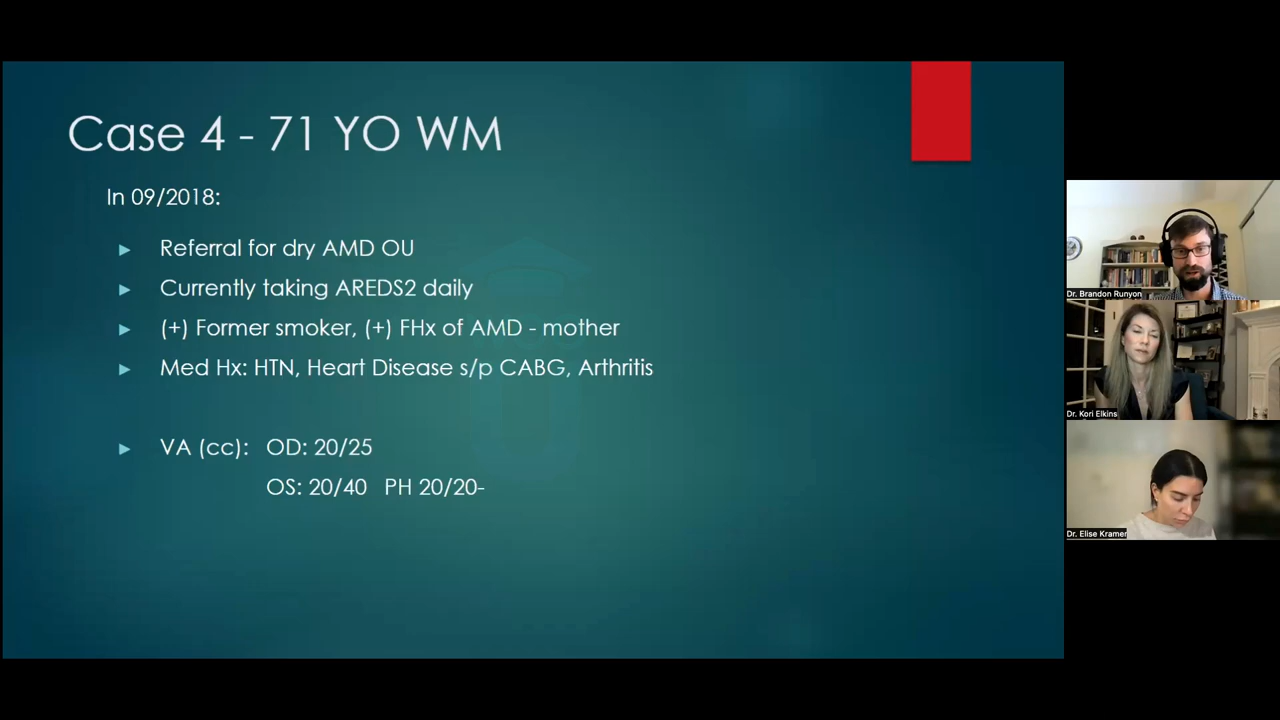 Case 4 - 71 YO WM
In 09/2018:
Referral for dry AMD OU
Currently taking AREDS2 daily
(+) Former smoker, (+) FHx of AMD - mother
Med Hx: HTN, Heart Disease s/p CABG, Arthritis
VA (cc): OD: 20/25
OS: 20/40 PH 20/20-
Dr. Brandon Runyon
Dr. Kori Elkins
Dr. Elise Kramer